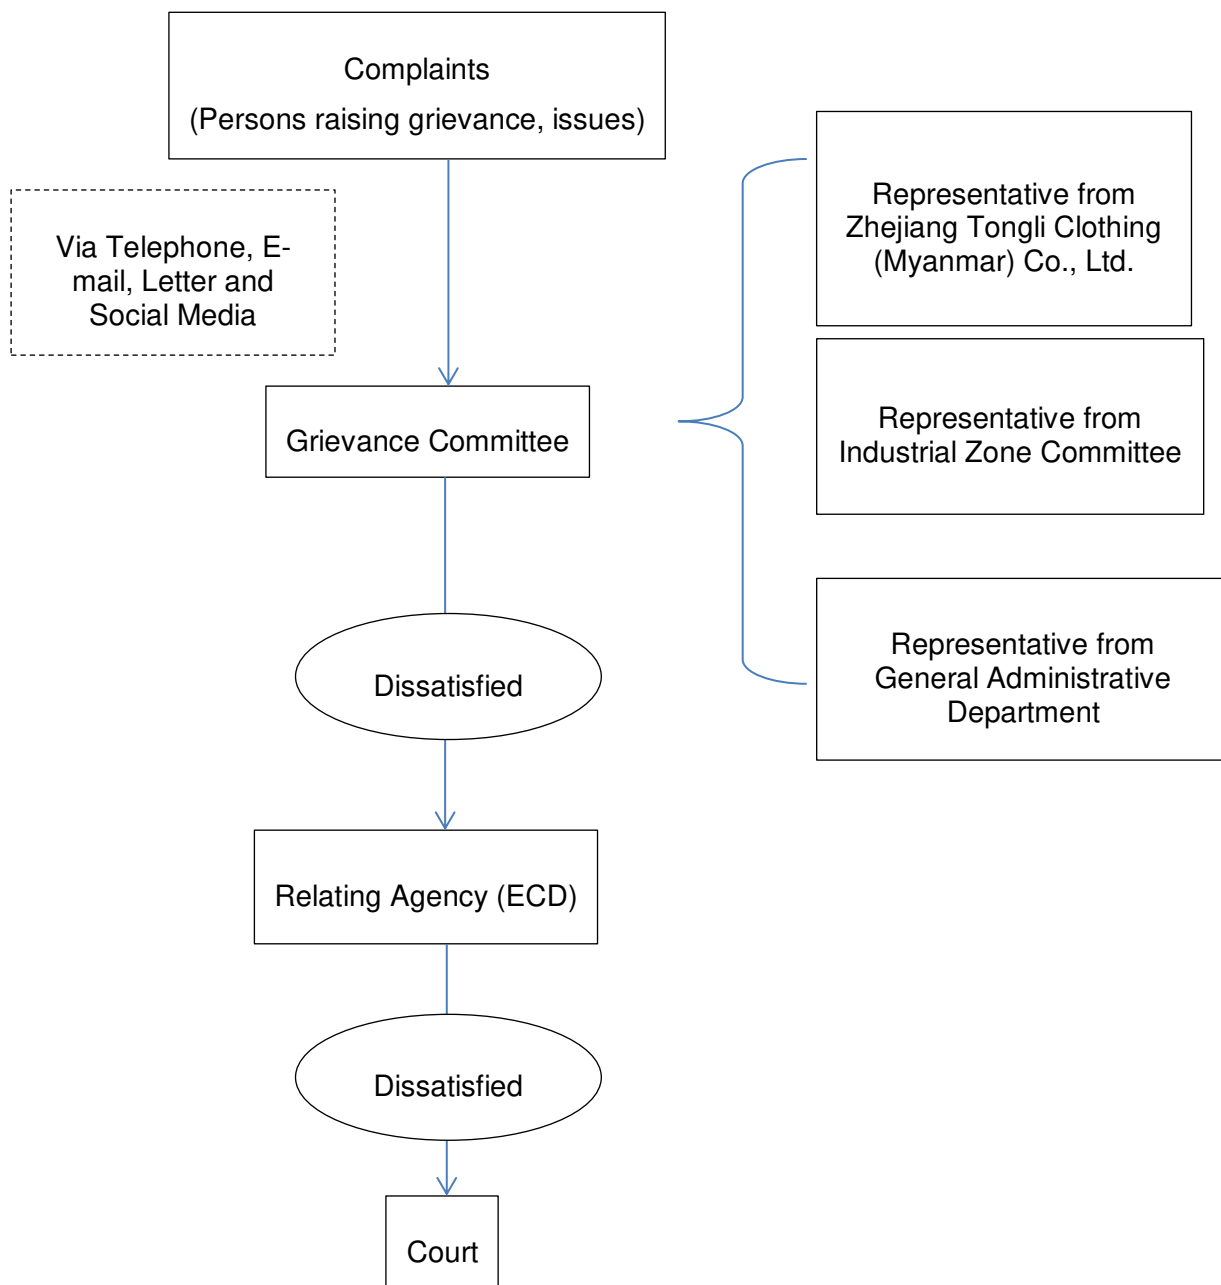 Complaints
(Persons raising grievance, issues)
Via Telephone, E-
mail, Letter and
Social Media
Grievance Committee
Representative from
Zhejiang Tongli Clothing
(Myanmar) Co., Ltd.
Representative from
Industrial Zone Committee
Representative from
General Administrative
Department
Dissatisfied
Relating Agency (ECD)
Dissatisfied
Court